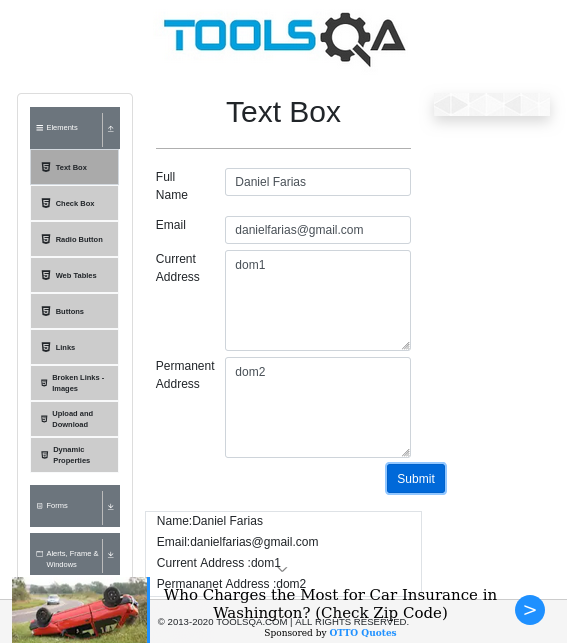 TOOLSQA
Text Box
Elements
Text Box
Check Box
Radio Button
Web Tables
Buttons
Links
Broken Links -
Images
Upload and
Download
Dynamic
Properties
Forms
Alerts, Frame &
Windows
Full
Name
Daniel Farias
Email
danielfarias@gmail.com
Current
Address
dom1
Permanent
Address
dom2
Submit
Name:Daniel Farias
Email:danielfarias@gmail.com
Current Address :dom1
Permananet Address :dom2
Who Charges the Most for Car Insurance in
Washington? (Check Zip Code)
© 2013-2020 TOOLSQA.COM | ALL RIGHTS RESERVED.
Sponsored by OTTO Quotes